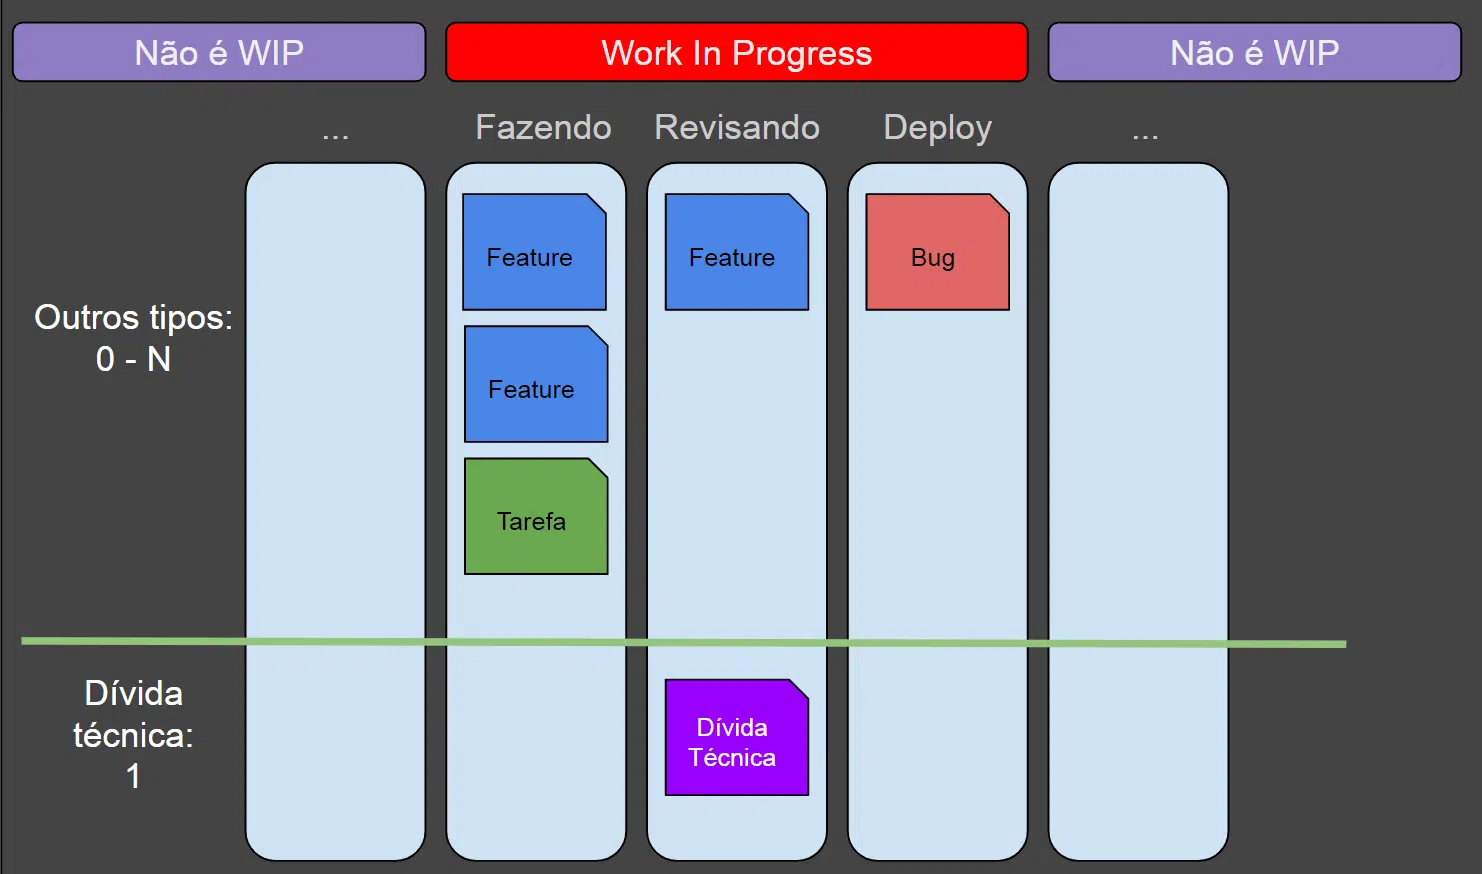 Não é WIP
Work In Progress
Não é WIP
...
Fazendo
Revisando
Deploy
...
Outros tipos:
0 - N
Feature
Feature
Bug
Feature
Tarefa
Dívida
técnica:
1
Dívida
Técnica